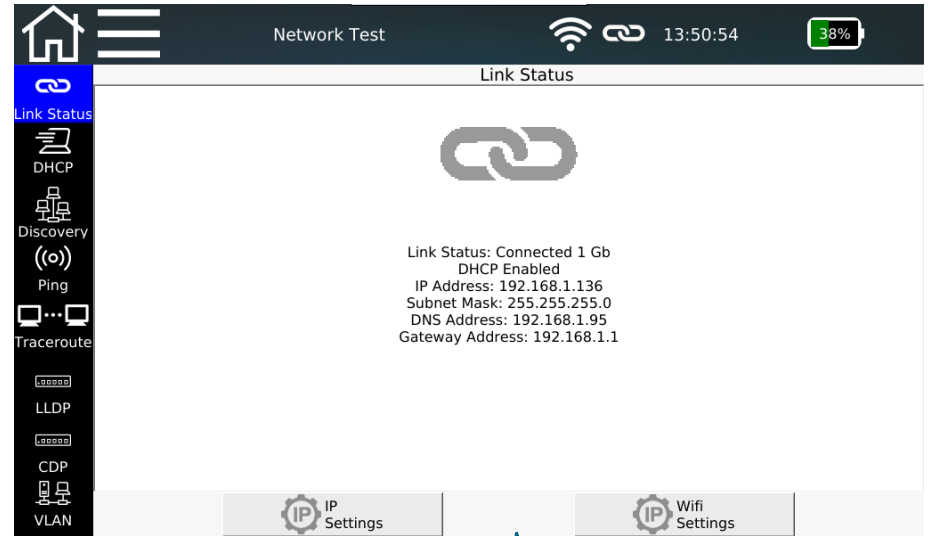 Network Test
13:50:54
38%
Link Status
Link Status
DHCP
Discovery
Ping
Traceroute
LLDP
CDP
VLAN
Link Status: Connected 1 Gb
DHCP Enabled
IP Address: 192.168.1.136
Subnet Mask: 255.255.255.0
DNS Address: 192.168.1.95
Gateway Address: 192.168.1.1
IP
IP
Settings
IP
Wifi
Settings